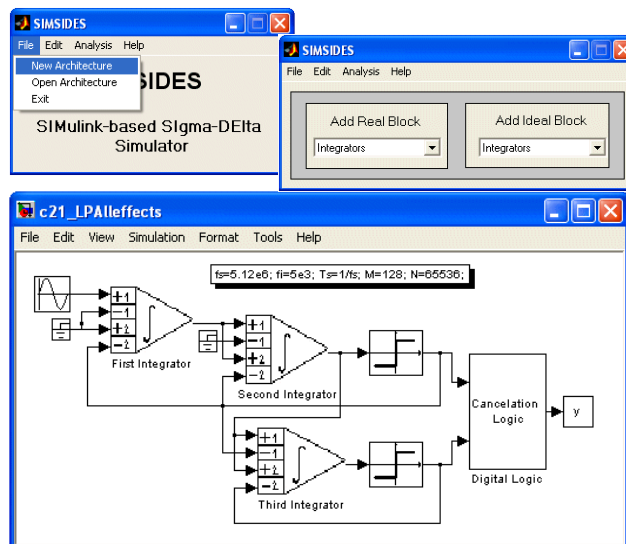 SIMSIDES
File Edit Analysis Help
New Architecture
Open Architecture
Exit
SIDES
SIMulink-based SIgma-DElta
Simulator
SIMSIDES
File Edit Analysis Help
Add Real Block
Integrators
Add Ideal Block
Integrators
c21_LPAlleffects
File Edit View Simulation Format Tools Help
fs=5.12e6; fi=5e3; Ts=1/fs; M=128; N=65536;
+1
-1
+2
-2
First Integrator
+1
-1
+2
-2
Second Integrator
+1
-1
+2
-2
Third Integrator
Cancelation
Logic
Digital Logic
y